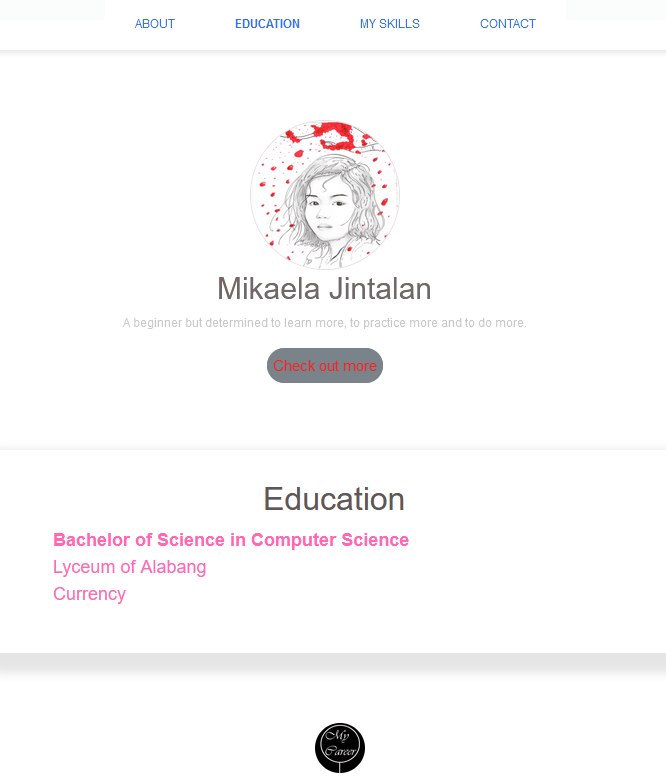 ABOUT EDUCATION MY SKILLS CONTACT
Mikaela Jintalan
A beginner but determined to learn more, to practice more and to do more.
Check out more
Education
Bachelor of Science in Computer Science
Lyceum of Alabang
Currency
My
Career